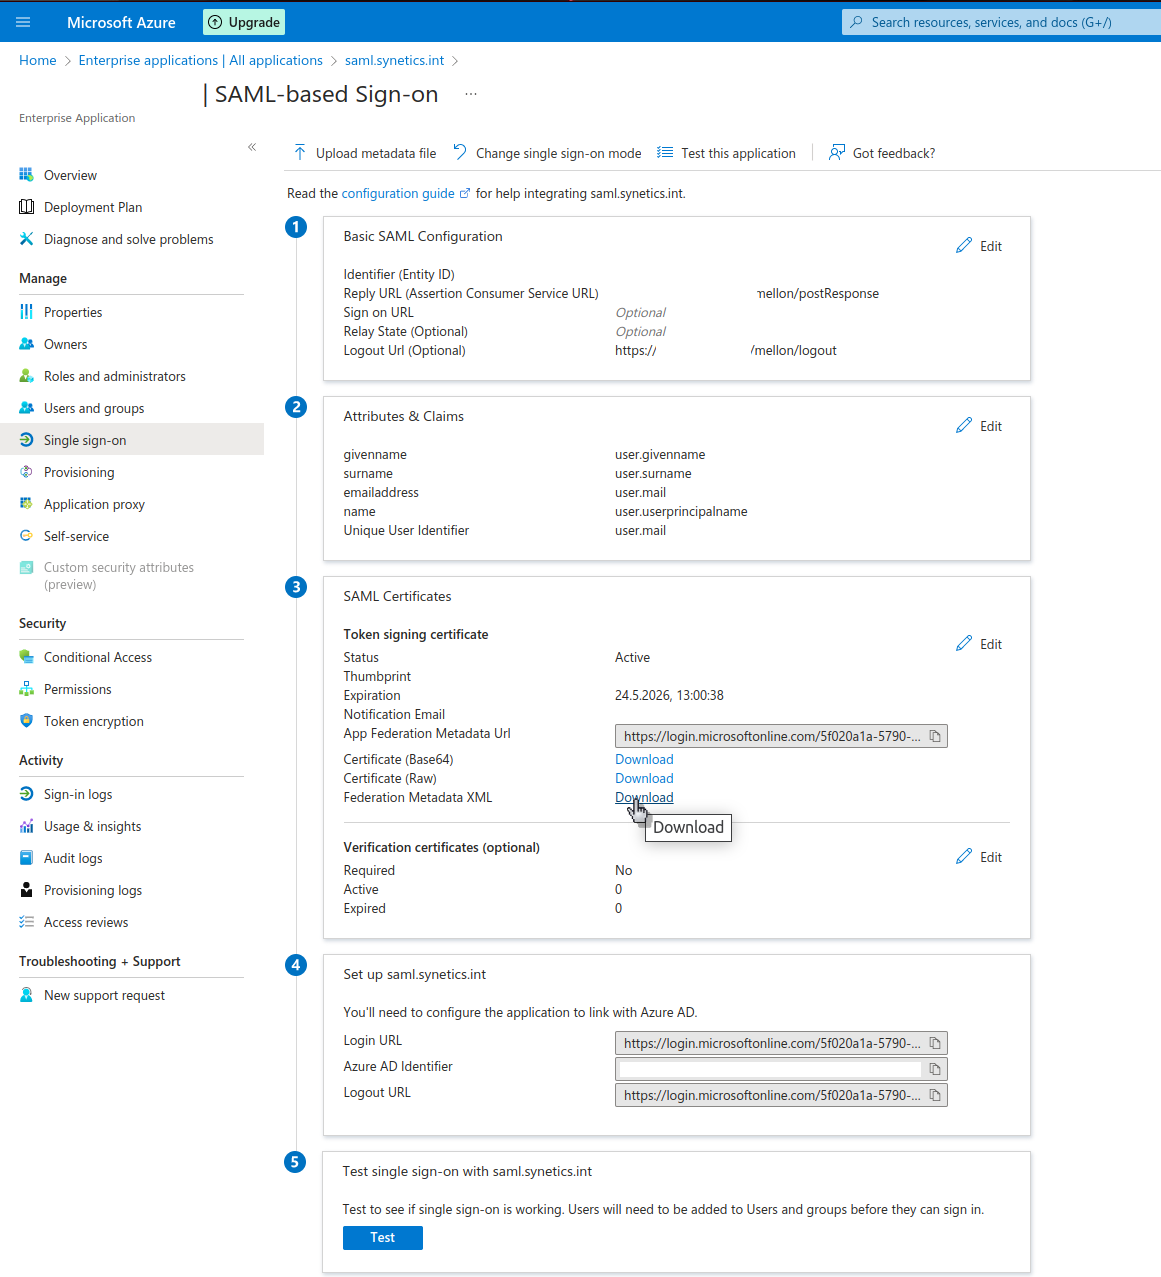 Microsoft Azure
Upgrade
Search resources, services, and docs (G+/)
Home > Enterprise applications | All applications > saml.synetics.int >
| SAML-based Sign-on ...
Enterprise Application
«
Overview
Deployment Plan
Diagnose and solve problems
Manage
Properties
Owners
Roles and administrators
Users and groups
Single sign-on
Provisioning
Application proxy
Self-service
Custom security attributes
(preview)
Security
Conditional Access
Permissions
Token encryption
Activity
Sign-in logs
Usage & insights
Audit logs
Provisioning logs
Access reviews
Troubleshooting + Support
New support request
Upload metadata file Change single sign-on mode Test this application Got feedback?
Read the configuration guide for help integrating saml.synetics.int.
1
Basic SAML Configuration
Edit
Identifier (Entity ID)
Reply URL (Assertion Consumer Service URL) mellon/postResponse
Sign on URL Optional
Relay State (Optional) Optional
Logout Url (Optional) https:// /mellon/logout
2
Attributes & Claims
Edit
givenname user.givenname
surname user.surname
emailaddress user.mail
name user.userprincipalname
Unique User Identifier user.mail
3
SAML Certificates
Token signing certificate
Edit
Status Active
Thumbprint
Expiration 24.5.2026, 13:00:38
Notification Email
App Federation Metadata Url https://login.microsoftonline.com/5f020a1a-5790-...
Certificate (Base64) Download
Certificate (Raw) Download
Federation Metadata XML Download
Download
Verification certificates (optional)
Edit
Required No
Active 0
Expired 0
4
Set up saml.synetics.int
You'll need to configure the application to link with Azure AD.
Login URL https://login.microsoftonline.com/5f020a1a-5790-...
Azure AD Identifier
Logout URL https://login.microsoftonline.com/5f020a1a-5790-...
5
Test single sign-on with saml.synetics.int
Test to see if single sign-on is working. Users will need to be added to Users and groups before they can sign in.
Test